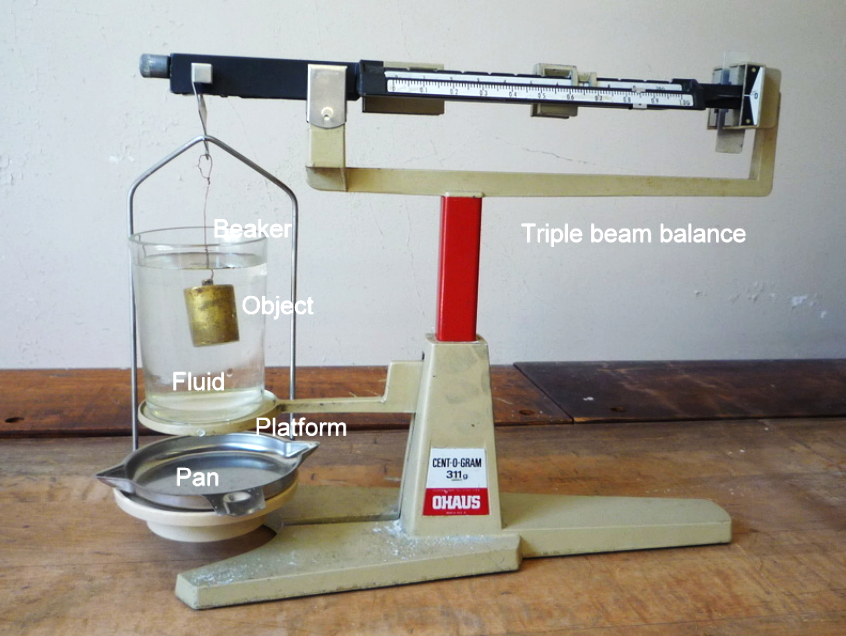 Beaker
Triple beam balance
Object
Fluid
Platform
Pan
CENT-O-GRAM
311g
OHAUS